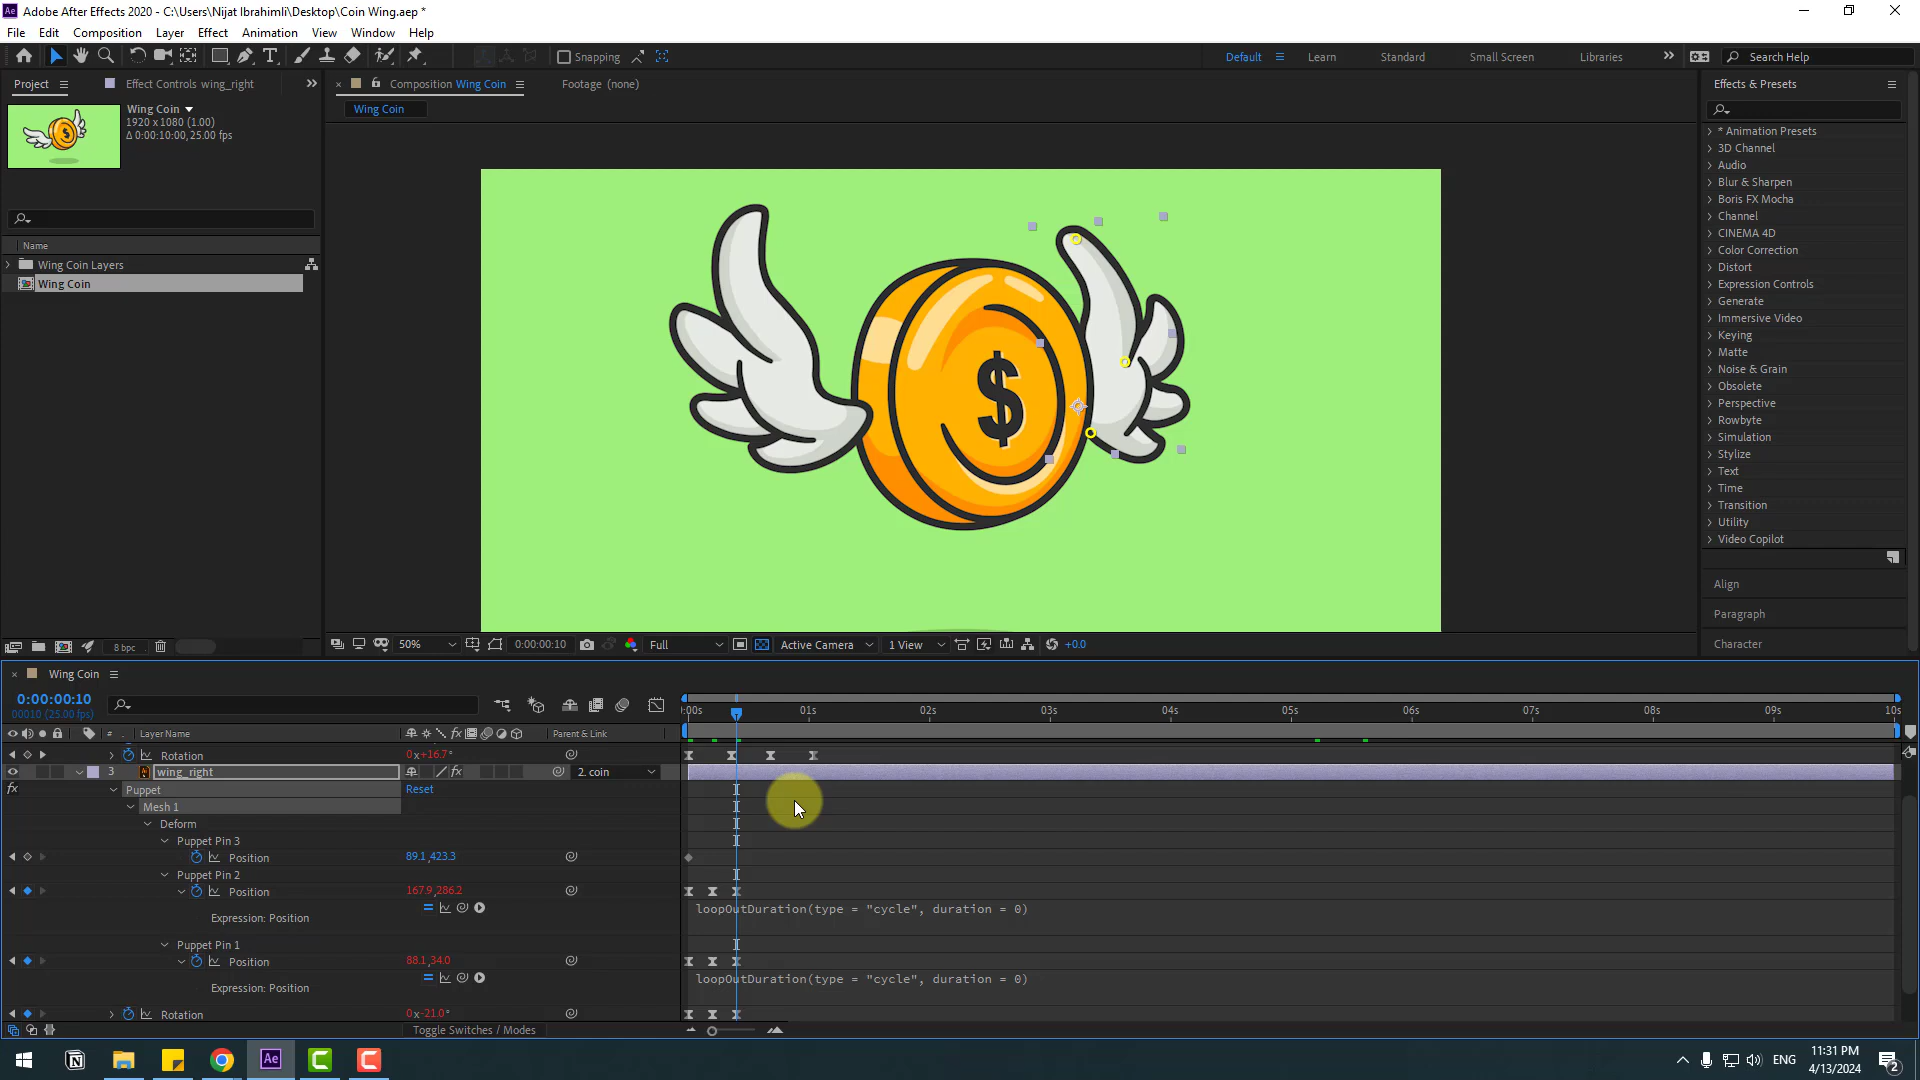 Adobe After Effects 2020 - C:\Users\Nijat Ibrahimli\Desktop\Coin Wing.aep *
File Edit Composition Layer Effect Animation View Window Help
Snapping
Default Learn Standard Small Screen Libraries
Search Help
Project
Effect Controls wing_right
Composition Wing Coin
Footage (none)
Effects & Presets
Wing Coin
1920 x 1080 (1.00)
Δ 0:00:10:00, 25.00 fps
Wing Coin
Name
Wing Coin Layers
Wing Coin
$
* Animation Presets
3D Channel
Audio
Blur & Sharpen
Boris FX Mocha
Channel
CINEMA 4D
Color Correction
Distort
Expression Controls
Generate
Immersive Video
Keying
Matte
Noise & Grain
Obsolete
Perspective
Rowbyte
Simulation
Stylize
Text
Time
Transition
Utility
Video Copilot
Align
Paragraph
Character
8 bpc
50%
0:00:00:10
Full
Active Camera
1 View
+0.0
Wing Coin
0:00:00:10
00010 (25.00 fps)
:00s 01s 02s 03s 04s 05s 06s 07s 08s 09s 10s
# . Layer Name
Parent & Link
Rotation 0x+16.7°
3 wing_right fx 2. coin
fx Puppet Reset
Mesh 1
Deform
Puppet Pin 3
Position 89.1,423.3
Puppet Pin 2
Position 167.9,286.2
Expression: Position
loopOutDuration(type = "cycle", duration = 0)
Puppet Pin 1
Position 88.1,34.0
Expression: Position
loopOutDuration(type = "cycle", duration = 0)
Rotation 0x-21.0°
Toggle Switches / Modes
Ae
ENG
11:31 PM
4/13/2024
2